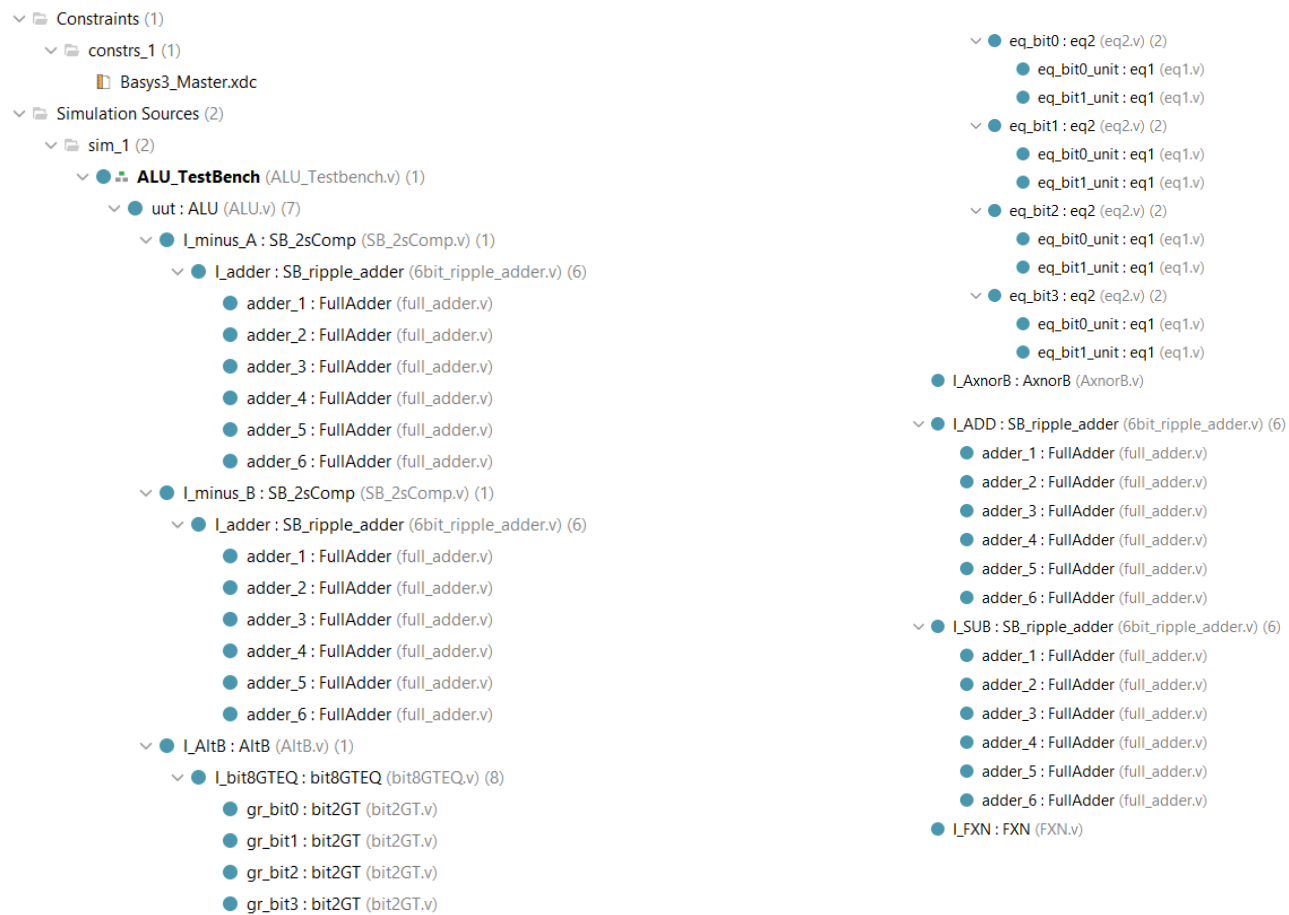 Constraints (1)
constrs_1 (1)
Basys3_Master.xdc
Simulation Sources (2)
sim_1 (2)
ALU_TestBench (ALU_Testbench.v) (1)
uut : ALU (ALU.v) (7)
I_minus_A : SB_2sComp (SB_2sComp.v) (1)
I_adder : SB_ripple_adder (6bit_ripple_adder.v) (6)
adder_1 : FullAdder (full_adder.v)
adder_2 : FullAdder (full_adder.v)
adder_3 : FullAdder (full_adder.v)
adder_4 : FullAdder (full_adder.v)
adder_5 : FullAdder (full_adder.v)
adder_6 : FullAdder (full_adder.v)
I_minus_B : SB_2sComp (SB_2sComp.v) (1)
I_adder : SB_ripple_adder (6bit_ripple_adder.v) (6)
adder_1 : FullAdder (full_adder.v)
adder_2 : FullAdder (full_adder.v)
adder_3 : FullAdder (full_adder.v)
adder_4 : FullAdder (full_adder.v)
adder_5 : FullAdder (full_adder.v)
adder_6 : FullAdder (full_adder.v)
I_AltB : AltB (AltB.v) (1)
I_bit8GTEQ : bit8GTEQ (bit8GTEQ.v) (8)
gr_bit0 : bit2GT (bit2GT.v)
gr_bit1 : bit2GT (bit2GT.v)
gr_bit2 : bit2GT (bit2GT.v)
gr_bit3 : bit2GT (bit2GT.v)
eq_bit0 : eq2 (eq2.v) (2)
eq_bit0_unit : eq1 (eq1.v)
eq_bit1_unit : eq1 (eq1.v)
eq_bit1 : eq2 (eq2.v) (2)
eq_bit0_unit : eq1 (eq1.v)
eq_bit1_unit : eq1 (eq1.v)
eq_bit2 : eq2 (eq2.v) (2)
eq_bit0_unit : eq1 (eq1.v)
eq_bit1_unit : eq1 (eq1.v)
eq_bit3 : eq2 (eq2.v) (2)
eq_bit0_unit : eq1 (eq1.v)
eq_bit1_unit : eq1 (eq1.v)
I_AxnorB : AxnorB (AxnorB.v)
I_ADD : SB_ripple_adder (6bit_ripple_adder.v) (6)
adder_1 : FullAdder (full_adder.v)
adder_2 : FullAdder (full_adder.v)
adder_3 : FullAdder (full_adder.v)
adder_4 : FullAdder (full_adder.v)
adder_5 : FullAdder (full_adder.v)
adder_6 : FullAdder (full_adder.v)
I_SUB : SB_ripple_adder (6bit_ripple_adder.v) (6)
adder_1 : FullAdder (full_adder.v)
adder_2 : FullAdder (full_adder.v)
adder_3 : FullAdder (full_adder.v)
adder_4 : FullAdder (full_adder.v)
adder_5 : FullAdder (full_adder.v)
adder_6 : FullAdder (full_adder.v)
I_FXN : FXN (FXN.v)